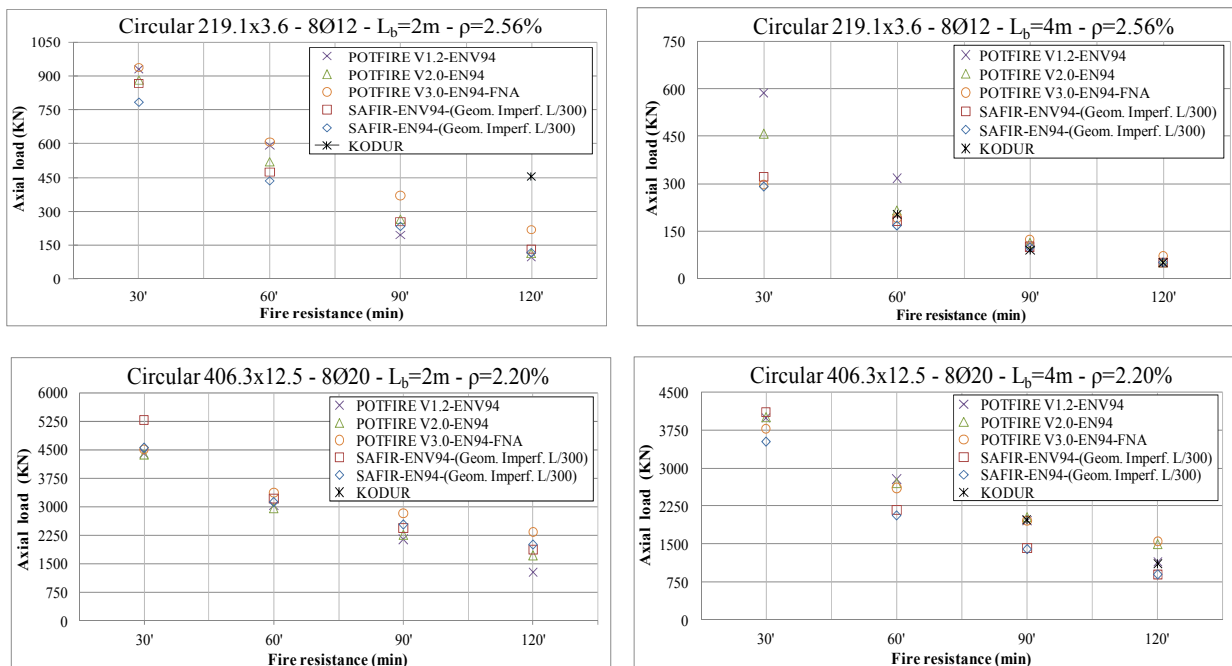 Circular 219.1x3.6 - 8Ø12 - Lb=2m - ρ=2.56%
1050
900
750
600
450
300
150
0
Axial load (KN)
POTFIRE V1.2-ENV94
POTFIRE V2.0-EN94
POTFIRE V3.0-EN94-FNA
SAFIR-ENV94-(Geom. Imperf. L/300)
SAFIR-EN94-(Geom. Imperf. L/300)
KODUR
30' 60' 90' 120'
Fire resistance (min)
Circular 219.1x3.6 - 8Ø12 - Lb=4m - ρ=2.56%
750
600
450
300
150
0
Axial load (KN)
POTFIRE V1.2-ENV94
POTFIRE V2.0-EN94
POTFIRE V3.0-EN94-FNA
SAFIR-ENV94-(Geom. Imperf. L/300)
SAFIR-EN94-(Geom. Imperf. L/300)
KODUR
30' 60' 90' 120'
Fire resistance (min)
Circular 406.3x12.5 - 8Ø20 - Lb=2m - ρ=2.20%
6000
5250
4500
3750
3000
2250
1500
750
0
Axial load (KN)
POTFIRE V1.2-ENV94
POTFIRE V2.0-EN94
POTFIRE V3.0-EN94-FNA
SAFIR-ENV94-(Geom. Imperf. L/300)
SAFIR-EN94-(Geom. Imperf. L/300)
KODUR
30' 60' 90' 120'
Fire resistance (min)
Circular 406.3x12.5 - 8Ø20 - Lb=4m - ρ=2.20%
4500
3750
3000
2250
1500
750
0
Axial load (KN)
POTFIRE V1.2-ENV94
POTFIRE V2.0-EN94
POTFIRE V3.0-EN94-FNA
SAFIR-ENV94-(Geom. Imperf. L/300)
SAFIR-EN94-(Geom. Imperf. L/300)
KODUR
30' 60' 90' 120'
Fire resistance (min)